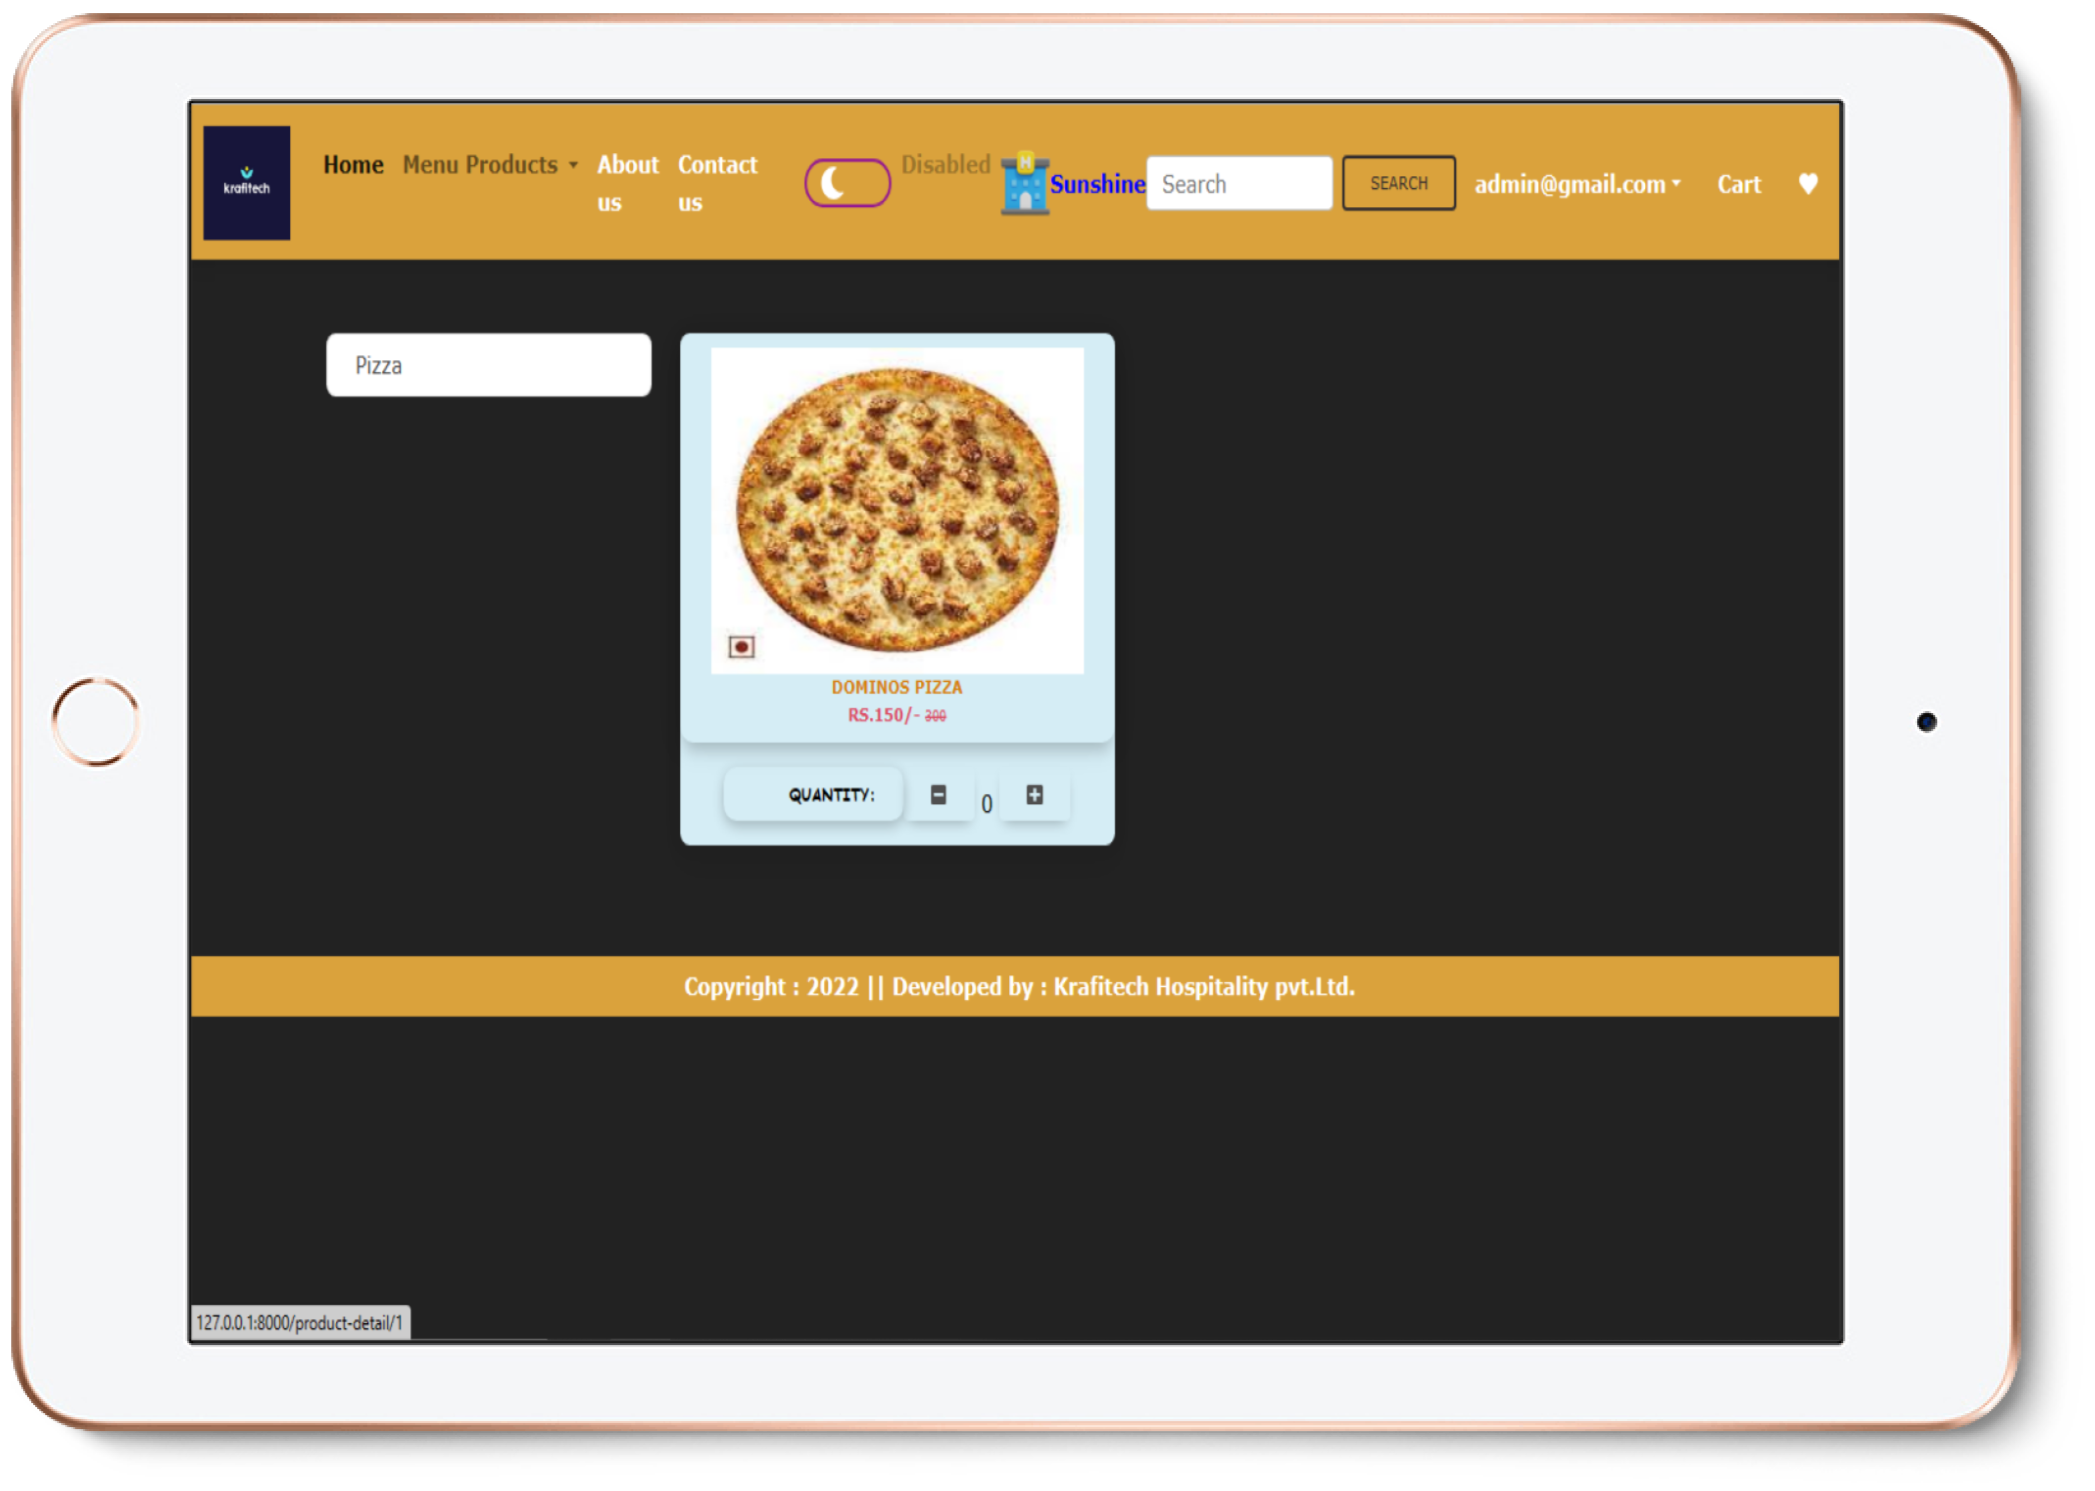 krafitech
Home Menu Products About us Contact us Disabled H Sunshine Search SEARCH admin@gmail.com Cart
Pizza
DOMINOS PIZZA
RS.150/- 300
QUANTITY: 0
Copyright : 2022 || Developed by : Krafitech Hospitality pvt.Ltd.
127.0.0.1:8000/product-detail/1